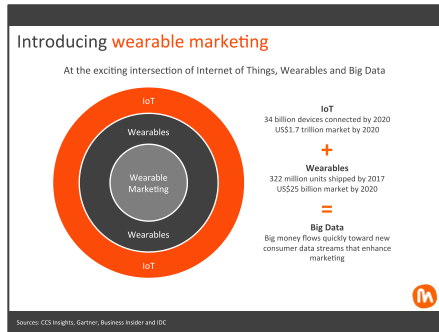 Introducing wearable marketing
At the exciting intersection of Internet of Things, Wearables and Big Data
IoT
Wearables
Wearable
Marketing
Wearables
IoT
IoT
34 billion devices connected by 2020
US$1.7 trillion market by 2020
+
Wearables
322 million units shipped by 2017
US$25 billion market by 2020
=
Big Data
Big money flows quickly toward new
consumer data streams that enhance
marketing
Sources: CCS Insights, Gartner, Business Insider and IDC